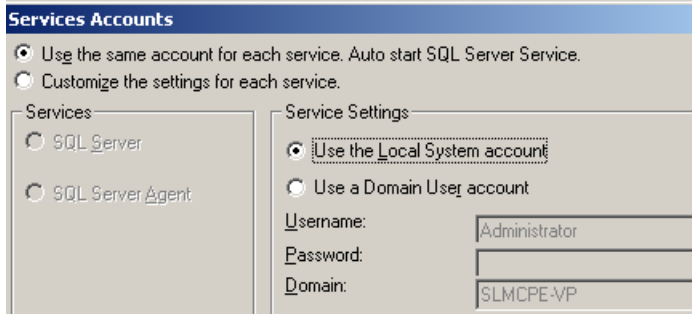 Services Accounts
Use the same account for each service. Auto start SQL Server Service.
Customize the settings for each service.
Services
SQL Server
SQL Server Agent
Service Settings
Use the Local System account
Use a Domain User account
Username: Administrator
Password:
Domain: SLMCPE-VP